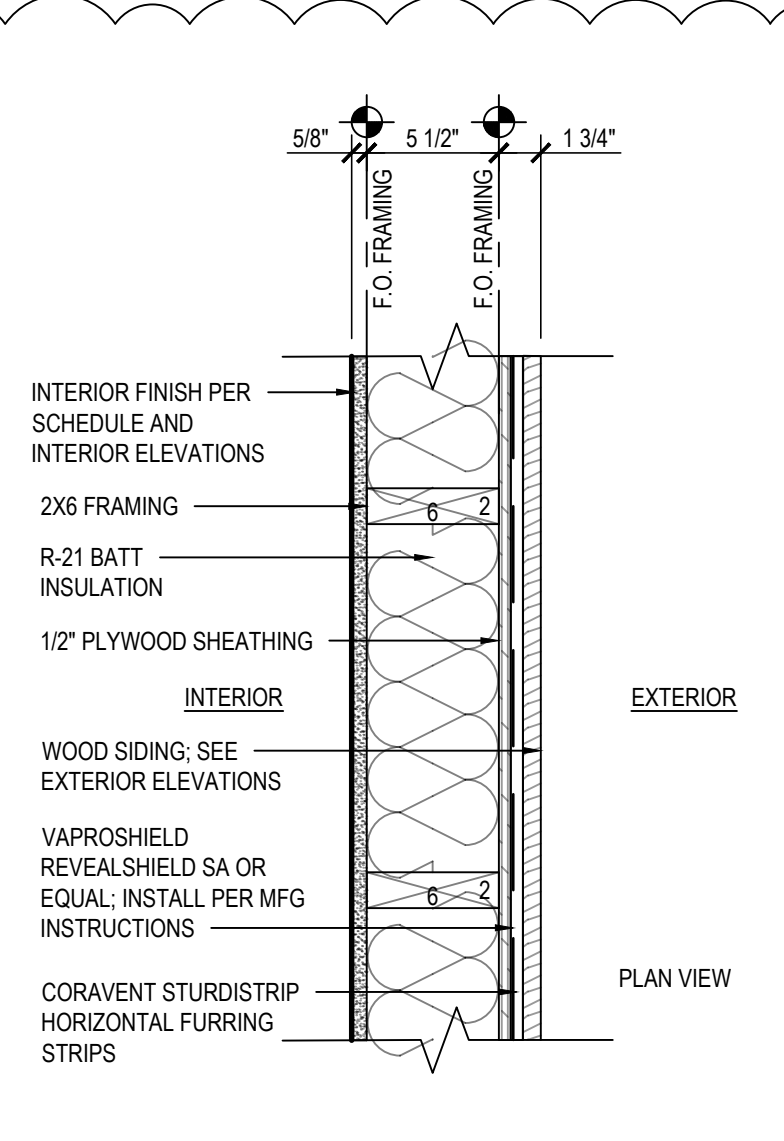 5/8" 5 1/2" 1 3/4"
F.O. FRAMING
F.O. FRAMING
INTERIOR FINISH PER
SCHEDULE AND
INTERIOR ELEVATIONS
2X6 FRAMING
6 2
R-21 BATT
INSULATION
1/2" PLYWOOD SHEATHING
INTERIOR
EXTERIOR
WOOD SIDING; SEE
EXTERIOR ELEVATIONS
VAPROSHIELD
REVEALSHIELD SA OR
EQUAL; INSTALL PER MFG
INSTRUCTIONS
6 2
PLAN VIEW
CORAVENT STURDISTRIP
HORIZONTAL FURRING
STRIPS